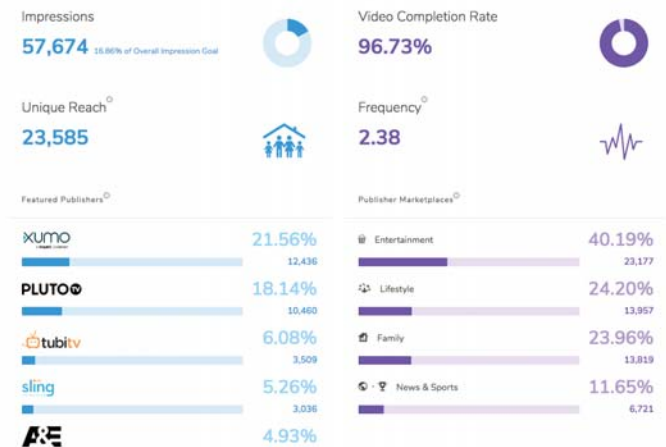 Impressions
57,674 16.86% of Overall Impression Goal
Unique Reach
23,585
Featured Publishers
XUMO
21.56%
12,436
PLUTO TV
18.14%
10,460
tubitv
6.08%
3,509
sling
5.26%
3,036
A&E
4.93%
Video Completion Rate
96.73%
Frequency
2.38
Publisher Marketplaces
Entertainment
40.19%
23,177
Lifestyle
24.20%
13,957
Family
23.96%
13,819
News & Sports
11.65%
6,721